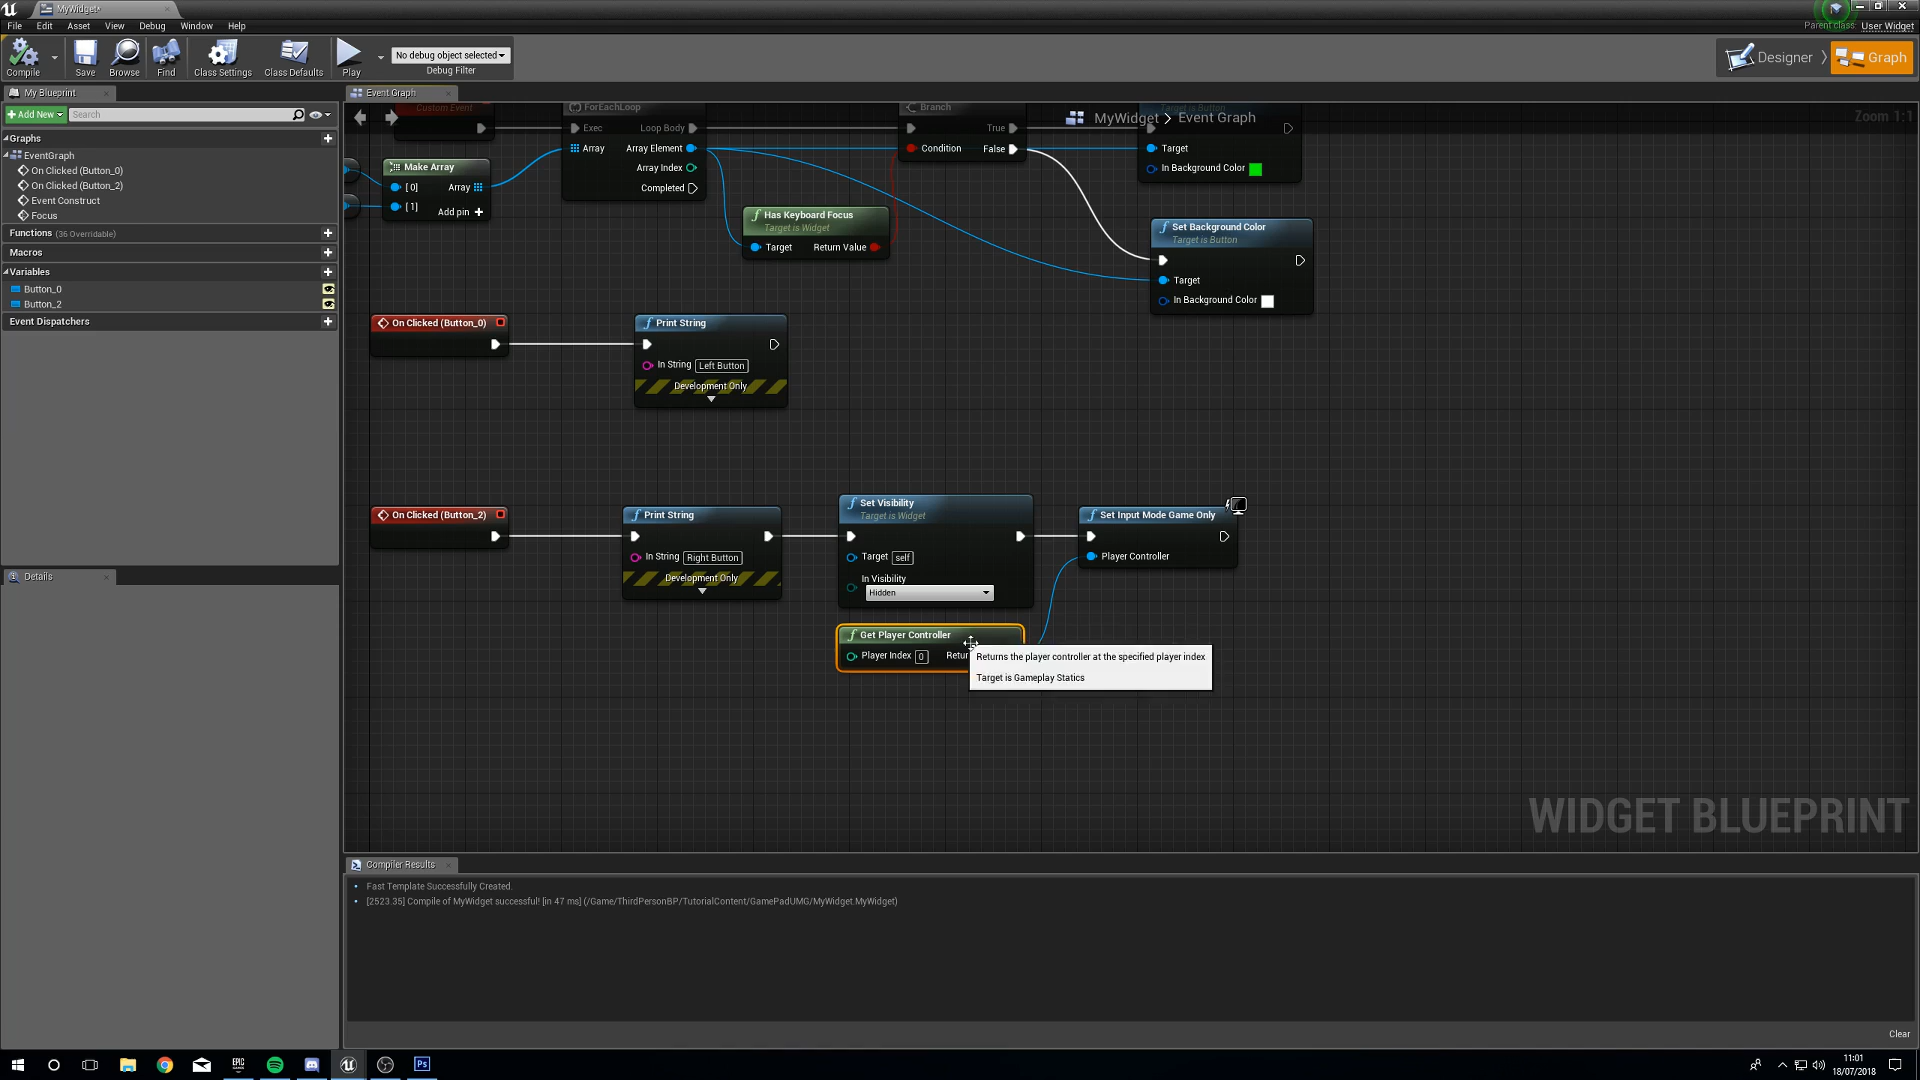 MyWidget*
File Edit Asset View Debug Window Help
Parent class: User Widget
Compile Save Browse Find Class Settings Class Defaults Play
No debug object selected
Debug Filter
Designer
Graph
My Blueprint
Event Graph
Add New
Search
Graphs
EventGraph
On Clicked (Button_0)
On Clicked (Button_2)
Event Construct
Focus
Functions (36 Overridable)
Macros
Variables
Button_0
Button_2
Event Dispatchers
Details
MyWidget > Event Graph
Zoom 1:1
Custom Event
Make Array
[0] Array
[1]
Add pin +
ForEachLoop
Exec Loop Body
Array Array Element
Array Index
Completed
Has Keyboard Focus
Target is Widget
Target Return Value
Branch
True
Condition False
Target is Button
Target
In Background Color
Set Background Color
Target is Button
Target
In Background Color
On Clicked (Button_0)
Print String
In String Left Button
Development Only
On Clicked (Button_2)
Print String
In String Right Button
Development Only
Set Visibility
Target is Widget
Target self
In Visibility
Hidden
Set Input Mode Game Only
Player Controller
Get Player Controller
Player Index 0 Retur
Returns the player controller at the specified player index
Target is Gameplay Statics
WIDGET BLUEPRINT
Compiler Results
Fast Template Successfully Created.
[2523.35] Compile of MyWidget successful! [in 47 ms] (/Game/ThirdPersonBP/TutorialContent/GamePadUMG/MyWidget.MyWidget)
Clear
EPIC
Ps
11:01
18/07/2018